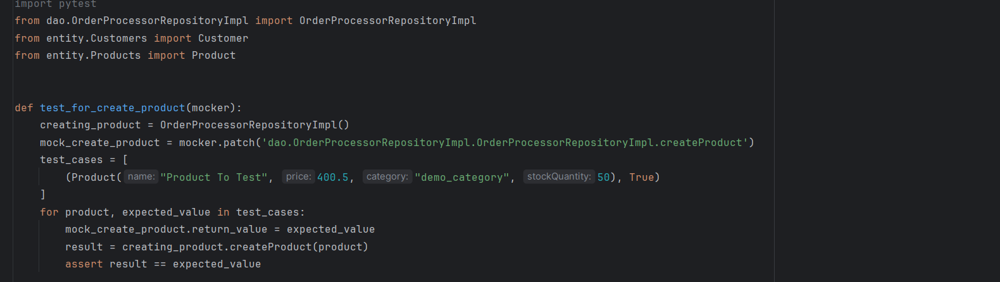 import pytest
from dao.OrderProcessorRepositoryImpl import OrderProcessorRepositoryImpl
from entity.Customers import Customer
from entity.Products import Product
def test_for_create_product(mocker):
    creating_product = OrderProcessorRepositoryImpl()
    mock_create_product = mocker.patch('dao.OrderProcessorRepositoryImpl.OrderProcessorRepositoryImpl.createProduct')
    test_cases = [
        (Product( name: "Product To Test", price: 400.5, category: "demo_category", stockQuantity: 50), True)
    ]
    for product, expected_value in test_cases:
        mock_create_product.return_value = expected_value
        result = creating_product.createProduct(product)
        assert result == expected_value